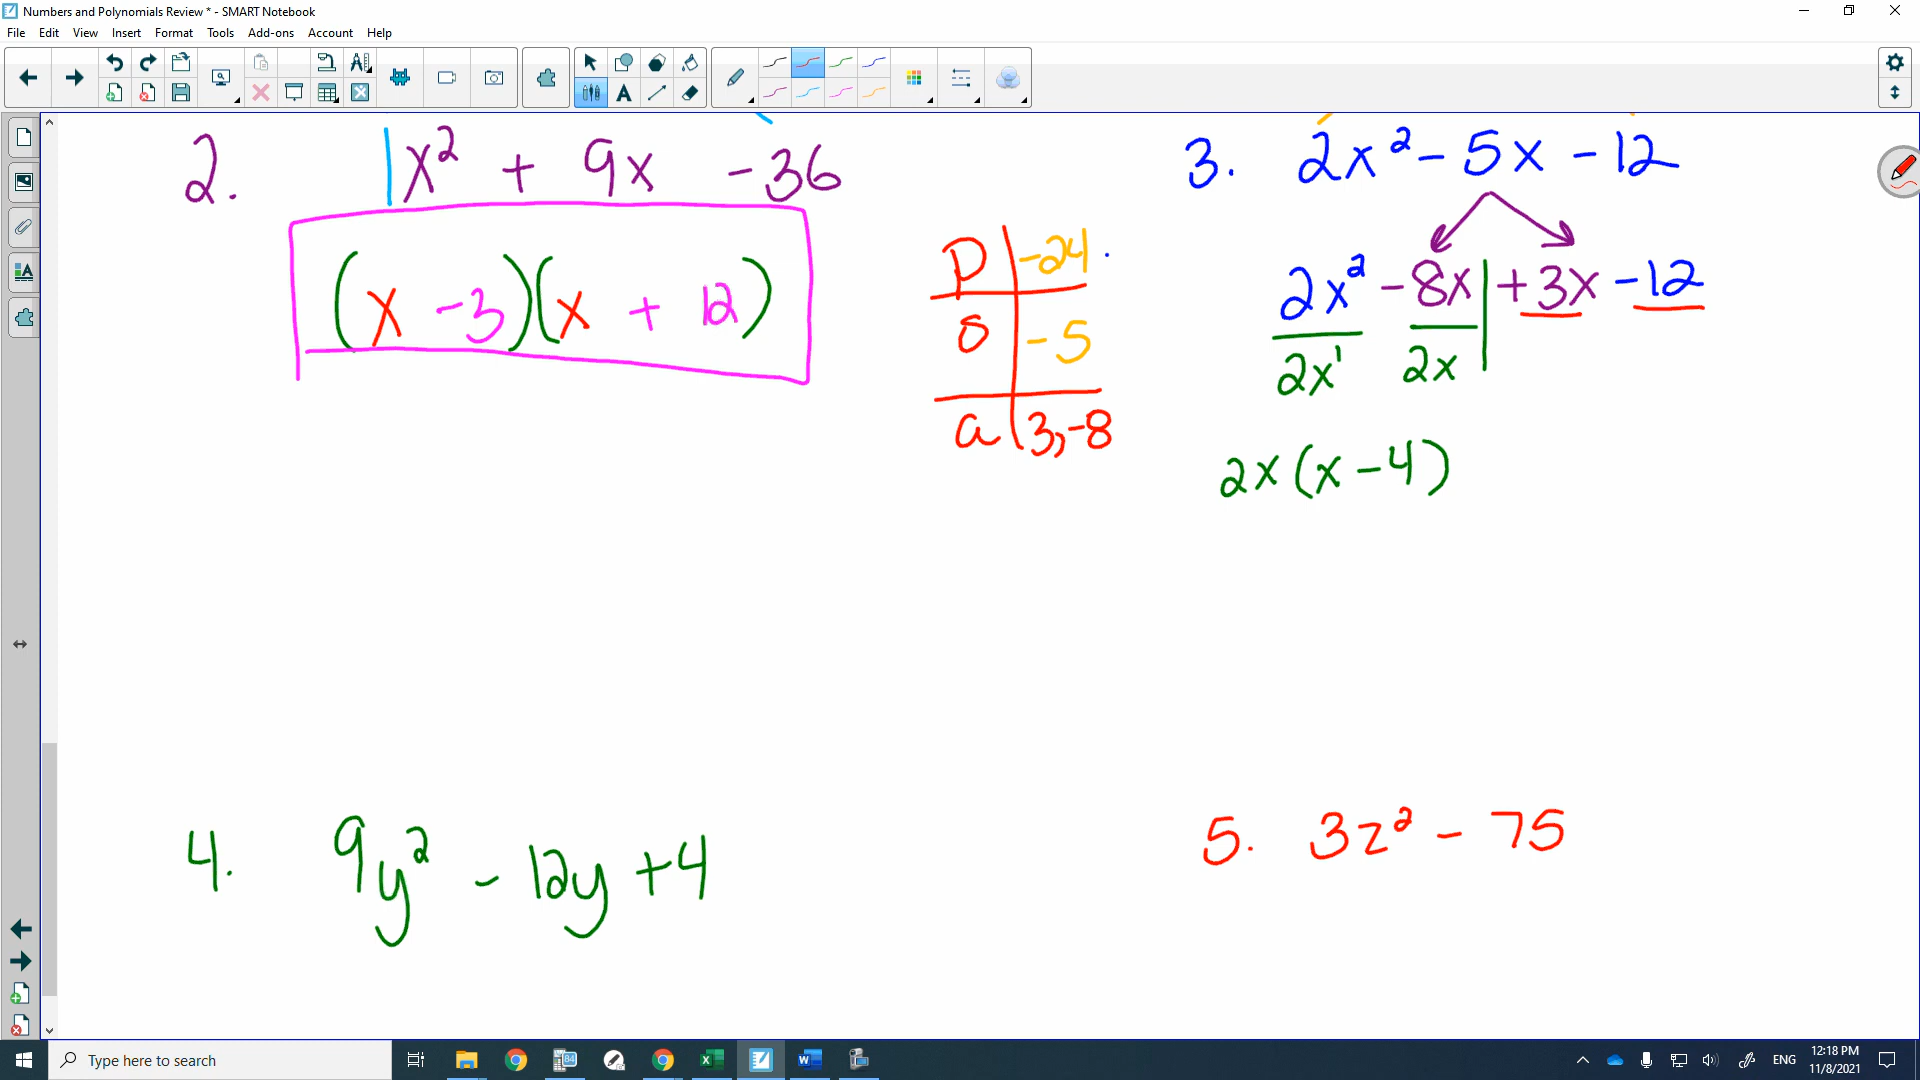 Numbers and Polynomials Review * - SMART Notebook
File Edit View Insert Format Tools Add-ons Account Help
2. 1x² + 9x - 36
(x - 3)(x + 12)
P -24
S -5
a 3, -8
3. 2x² - 5x - 12
2x² - 8x | + 3x - 12
2x¹ 2x
2x(x - 4)
4. 9y² - 12y + 4
5. 3z² - 75
Type here to search
84
ENG
12:18 PM
11/8/2021